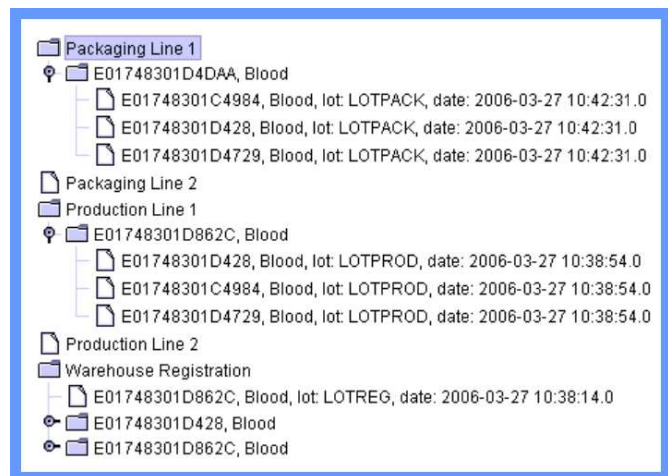 Packaging Line 1
E01748301D4DAA, Blood
E01748301C4984, Blood, lot: LOTPACK, date: 2006-03-27 10:42:31.0
E01748301D428, Blood, lot: LOTPACK, date: 2006-03-27 10:42:31.0
E01748301D4729, Blood, lot: LOTPACK, date: 2006-03-27 10:42:31.0
Packaging Line 2
Production Line 1
E01748301D862C, Blood
E01748301D428, Blood, lot: LOTPROD, date: 2006-03-27 10:38:54.0
E01748301C4984, Blood, lot: LOTPROD, date: 2006-03-27 10:38:54.0
E01748301D4729, Blood, lot: LOTPROD, date: 2006-03-27 10:38:54.0
Production Line 2
Warehouse Registration
E01748301D862C, Blood, lot: LOTREG, date: 2006-03-27 10:38:14.0
E01748301D428, Blood
E01748301D862C, Blood